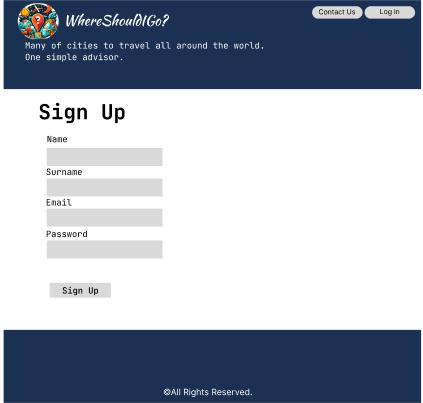 WhereShouldIGo?
Contact Us
Log In
Many of cities to travel all around the world.
One simple advisor.
Sign Up
Name
Surname
Email
Password
Sign Up
©All Rights Reserved.